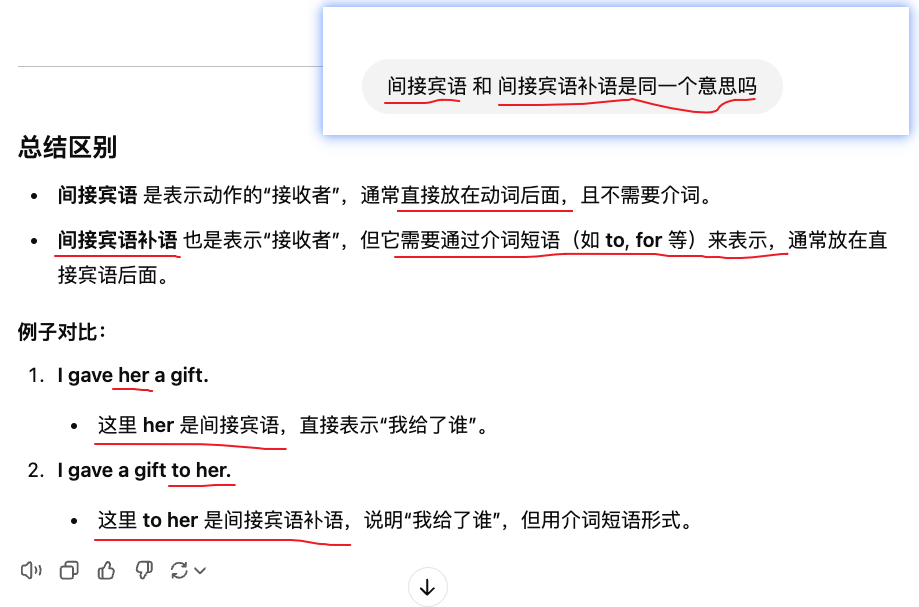 间接宾语 和 间接宾语补语是同一个意思吗
总结区别
• 间接宾语 是表示动作的“接收者”，通常直接放在动词后面，且不需要介词。
• 间接宾语补语 也是表示“接收者”，但它需要通过介词短语（如 to, for 等）来表示，通常放在直
接宾语后面。
例子对比：
1. I gave her a gift.
• 这里 her 是间接宾语，直接表示“我给了谁”。
2. I gave a gift to her.
• 这里 to her 是间接宾语补语，说明“我给了谁”，但用介词短语形式。